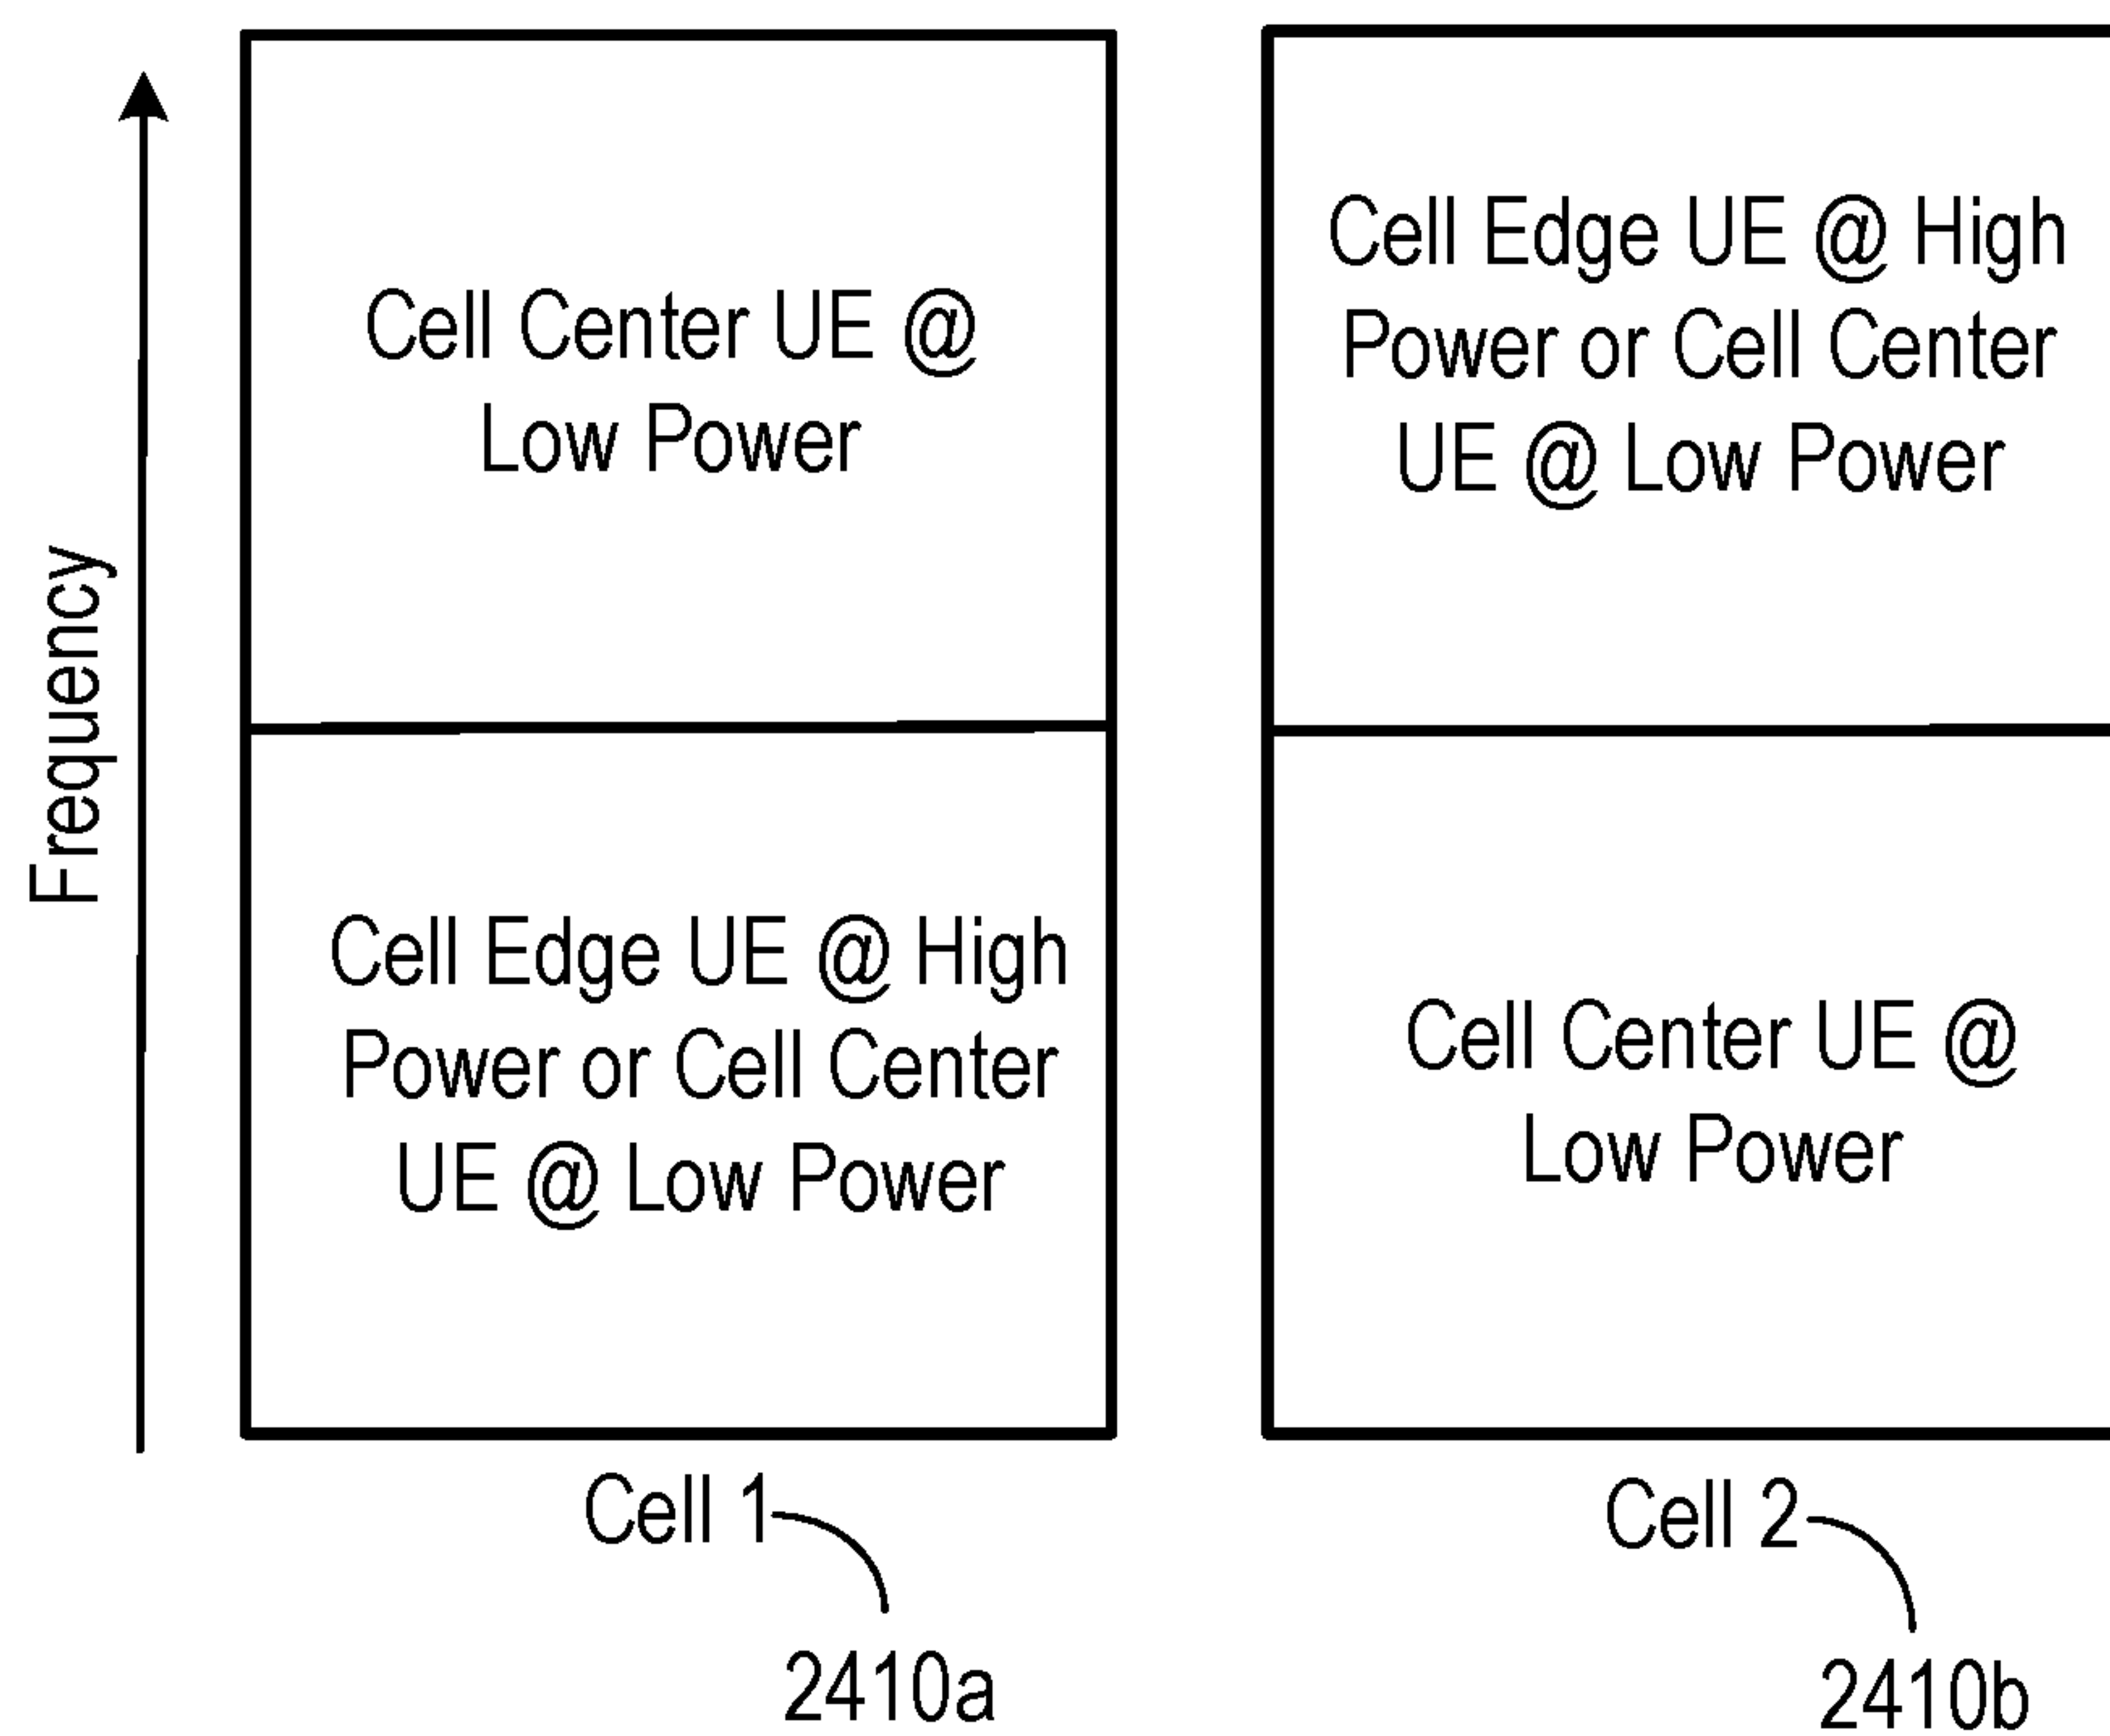 Frequency
Cell Center UE @
Low Power
Cell Edge UE @ High
Power or Cell Center
UE @ Low Power
Cell 1
2410a
Cell Edge UE @ High
Power or Cell Center
UE @ Low Power
Cell Center UE @
Low Power
Cell 2
2410b